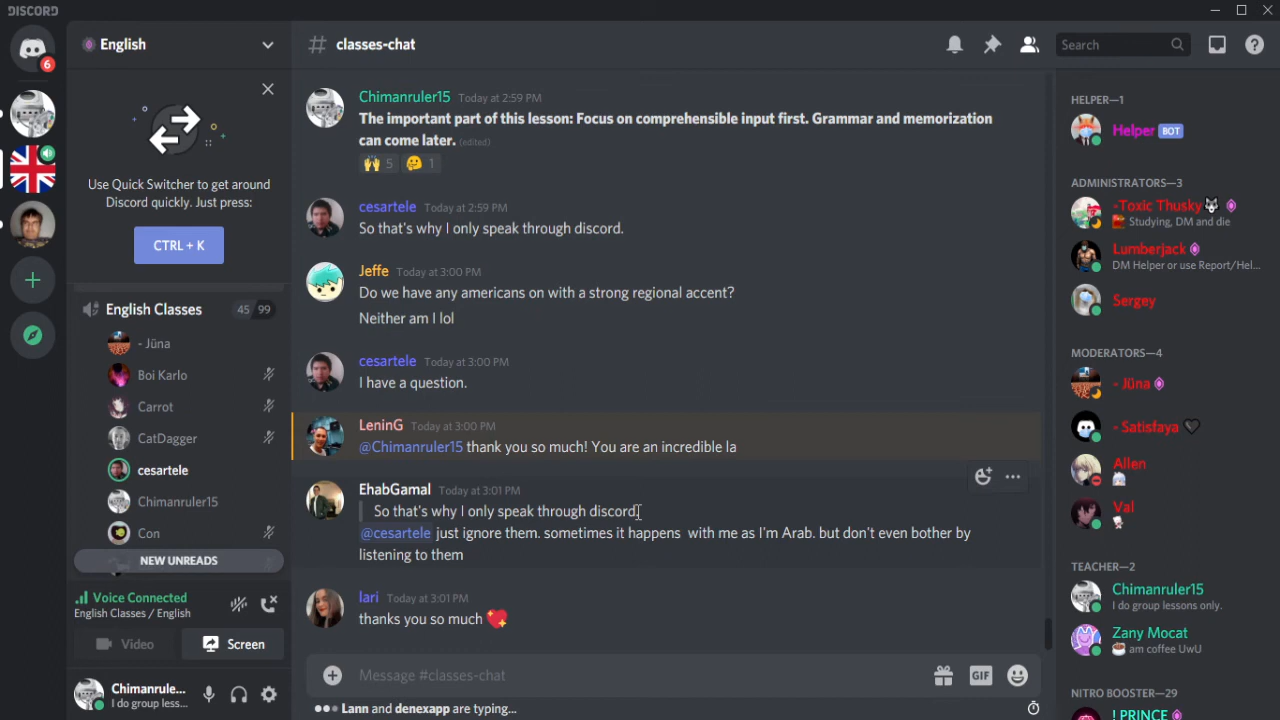 DISCORD
English
Use Quick Switcher to get around
Discord quickly. Just press:
CTRL + K
English Classes 45 99
- Jüna
Boi Karlo
Carrot
CatDagger
cesartele
Chimanruler15
Con
NEW UNREADS
Voice Connected
English Classes / English
Video
Screen
Chimanrule...
I do group less...
6
# classes-chat
Search
Chimanruler15 Today at 2:59 PM
The important part of this lesson: Focus on comprehensible input first. Grammar and memorization
can come later. (edited)
5 1
cesartele Today at 2:59 PM
So that's why I only speak through discord.
Jeffe Today at 3:00 PM
Do we have any americans on with a strong regional accent?
Neither am I lol
cesartele Today at 3:00 PM
I have a question.
LeninG Today at 3:00 PM
@Chimanruler15 thank you so much! You are an incredible la
EhabGamal Today at 3:01 PM
So that's why I only speak through discord.
@cesartele just ignore them. sometimes it happens with me as I'm Arab. but don't even bother by
listening to them
lari Today at 3:01 PM
thanks you so much 💖
Message #classes-chat
GIF
Lann and denexapp are typing...
HELPER—1
Helper BOT
ADMINISTRATORS—3
-Toxic Thusky
Studying, DM and die
Lumberjack
DM Helper or use Report/Hel...
Sergey
MODERATORS—4
- Jüna
- Satisfaya
Allen
Val
TEACHER—2
Chimanruler15
I do group lessons only.
Zany Mocat
am coffee UwU
NITRO BOOSTER—29
! PRINCE